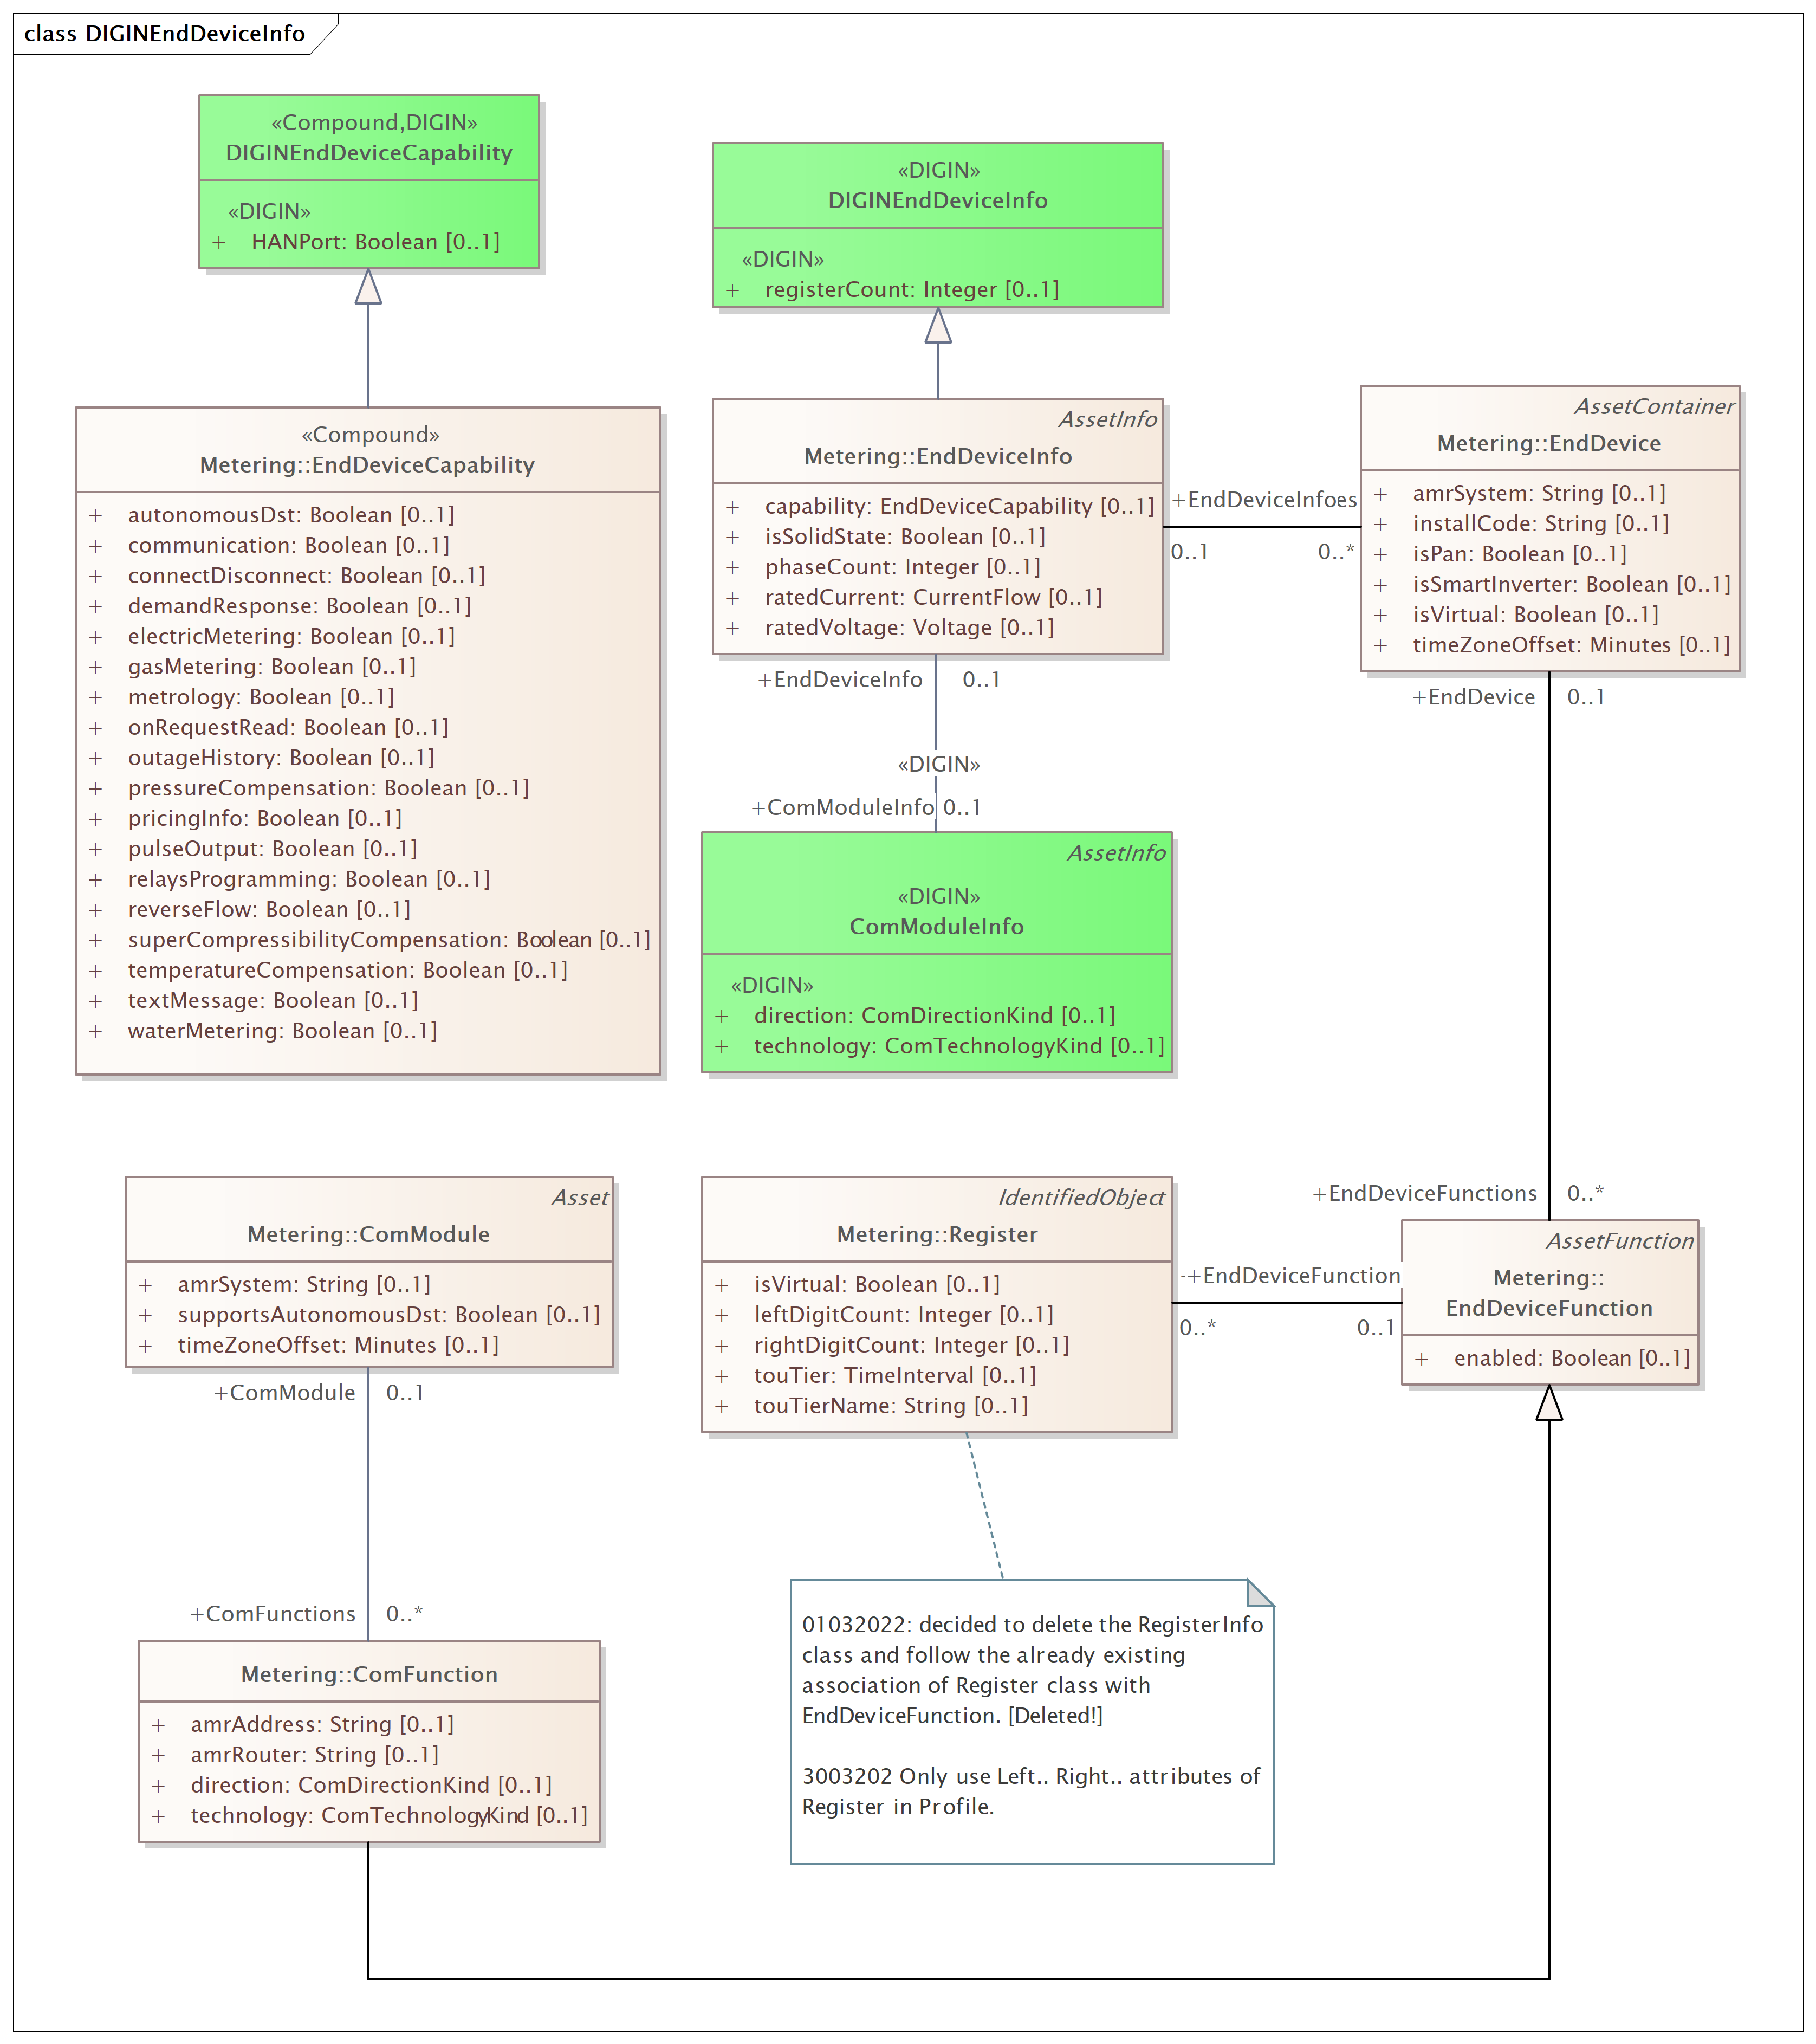 class DIGINEndDeviceInfo
«Compound,DIGIN»
DIGINEndDeviceCapability
«DIGIN»
+ HANPort: Boolean [0..1]
«DIGIN»
DIGINEndDeviceInfo
«DIGIN»
+ registerCount: Integer [0..1]
«Compound»
Metering::EndDeviceCapability
+ autonomousDst: Boolean [0..1]
+ communication: Boolean [0..1]
+ connectDisconnect: Boolean [0..1]
+ demandResponse: Boolean [0..1]
+ electricMetering: Boolean [0..1]
+ gasMetering: Boolean [0..1]
+ metrology: Boolean [0..1]
+ onRequestRead: Boolean [0..1]
+ outageHistory: Boolean [0..1]
+ pressureCompensation: Boolean [0..1]
+ pricingInfo: Boolean [0..1]
+ pulseOutput: Boolean [0..1]
+ relaysProgramming: Boolean [0..1]
+ reverseFlow: Boolean [0..1]
+ superCompressibilityCompensation: Boolean [0..1]
+ temperatureCompensation: Boolean [0..1]
+ textMessage: Boolean [0..1]
+ waterMetering: Boolean [0..1]
AssetInfo
Metering::EndDeviceInfo
+ capability: EndDeviceCapability [0..1]
+ isSolidState: Boolean [0..1]
+ phaseCount: Integer [0..1]
+ ratedCurrent: CurrentFlow [0..1]
+ ratedVoltage: Voltage [0..1]
+EndDeviceInfoes
0..1 0..*
AssetContainer
Metering::EndDevice
+ amrSystem: String [0..1]
+ installCode: String [0..1]
+ isPan: Boolean [0..1]
+ isSmartInverter: Boolean [0..1]
+ isVirtual: Boolean [0..1]
+ timeZoneOffset: Minutes [0..1]
+EndDeviceInfo 0..1
«DIGIN»
+ComModuleInfo 0..1
+EndDevice 0..1
AssetInfo
«DIGIN»
ComModuleInfo
«DIGIN»
+ direction: ComDirectionKind [0..1]
+ technology: ComTechnologyKind [0..1]
+EndDeviceFunctions 0..*
Asset
Metering::ComModule
+ amrSystem: String [0..1]
+ supportsAutonomousDst: Boolean [0..1]
+ timeZoneOffset: Minutes [0..1]
IdentifiedObject
Metering::Register
+ isVirtual: Boolean [0..1]
+ leftDigitCount: Integer [0..1]
+ rightDigitCount: Integer [0..1]
+ touTier: TimeInterval [0..1]
+ touTierName: String [0..1]
+EndDeviceFunction
0..* 0..1
AssetFunction
Metering::
EndDeviceFunction
+ enabled: Boolean [0..1]
+ComModule 0..1
+ComFunctions 0..*
Metering::ComFunction
+ amrAddress: String [0..1]
+ amrRouter: String [0..1]
+ direction: ComDirectionKind [0..1]
+ technology: ComTechnologyKind [0..1]
01032022: decided to delete the RegisterInfo
class and follow the already existing
association of Register class with
EndDeviceFunction. [Deleted!]
3003202 Only use Left.. Right.. attributes of
Register in Profile.